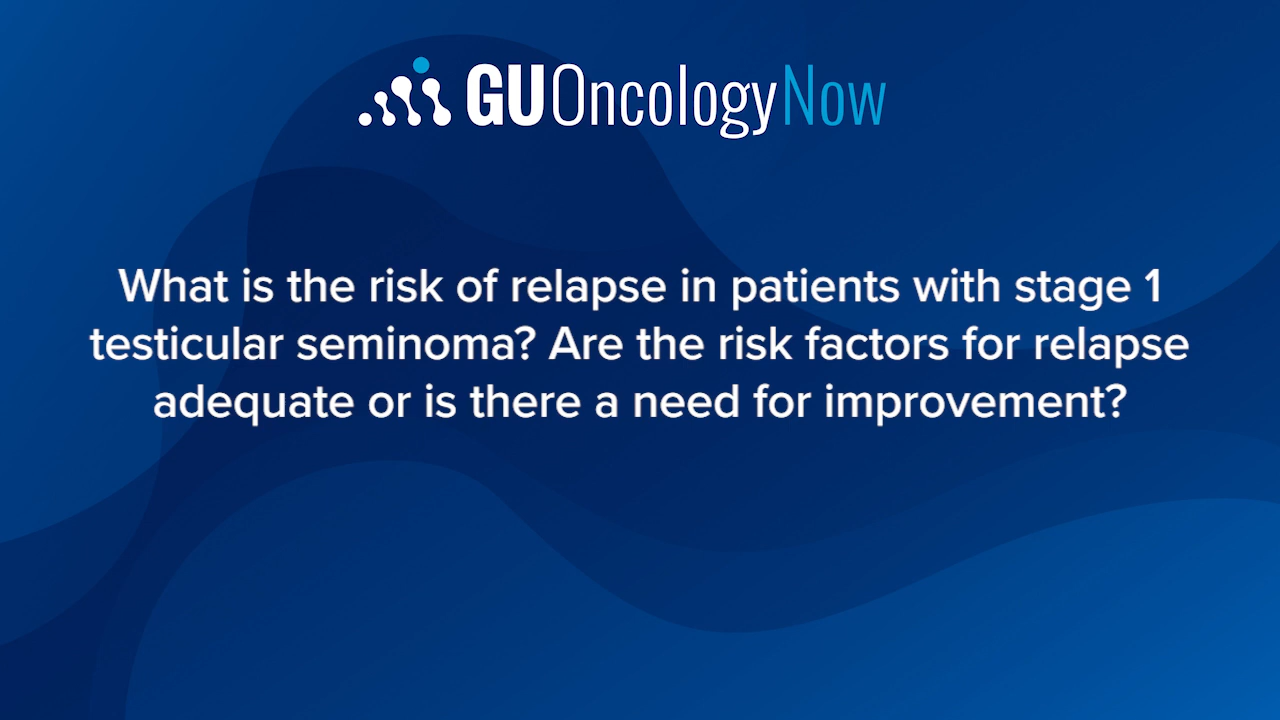 GUOncologyNow
What is the risk of relapse in patients with stage 1
testicular seminoma? Are the risk factors for relapse
adequate or is there a need for improvement?